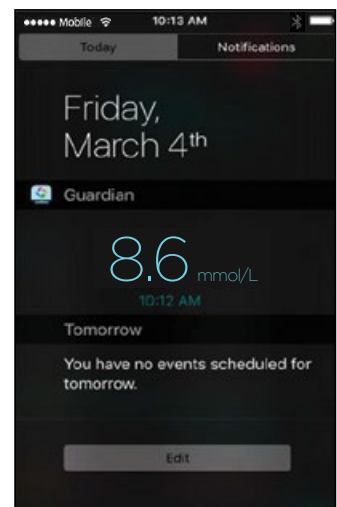 Mobile 10:13 AM
Today Notifications
Friday,
March 4th
Guardian
8.6 mmol/L
10:12 AM
Tomorrow
You have no events scheduled for
tomorrow.
Edit